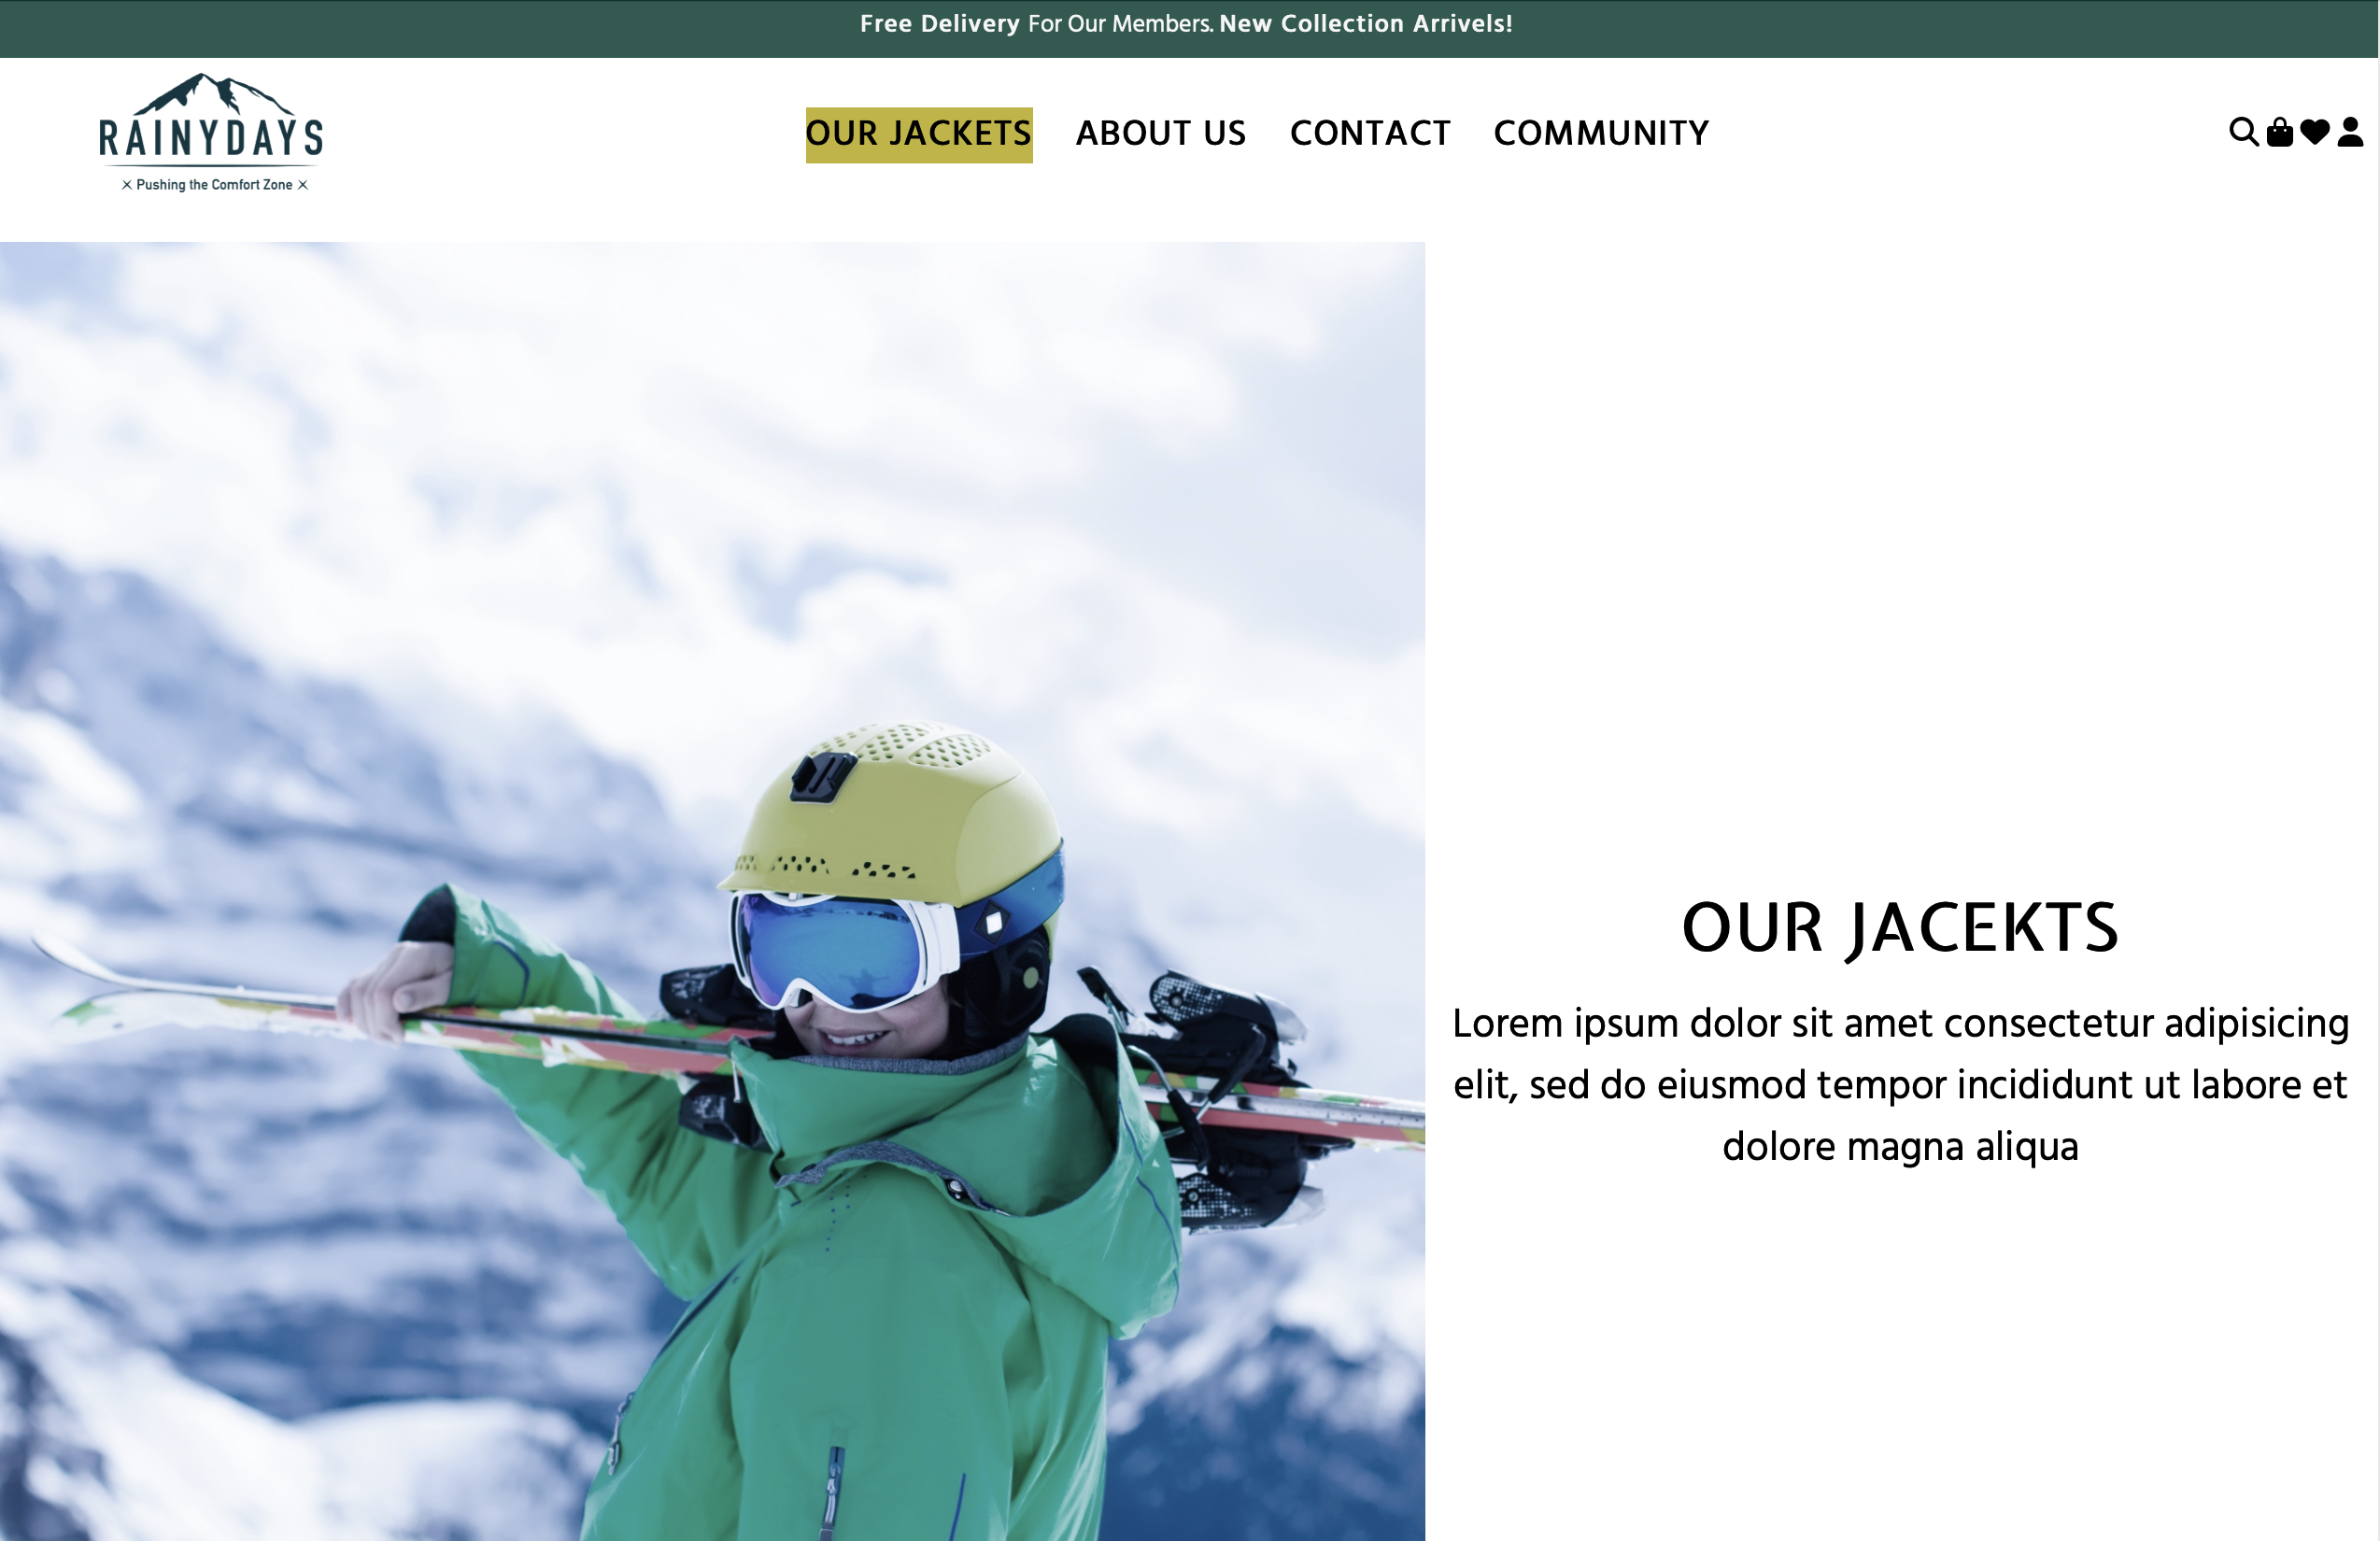 Free Delivery For Our Members. New Collection Arrivels!
RAINYDAYS
Pushing the Comfort Zone
OUR JACKETS ABOUT US CONTACT COMMUNITY
OUR JACEKTS
Lorem ipsum dolor sit amet consectetur adipisicing
elit, sed do eiusmod tempor incididunt ut labore et
dolore magna aliqua